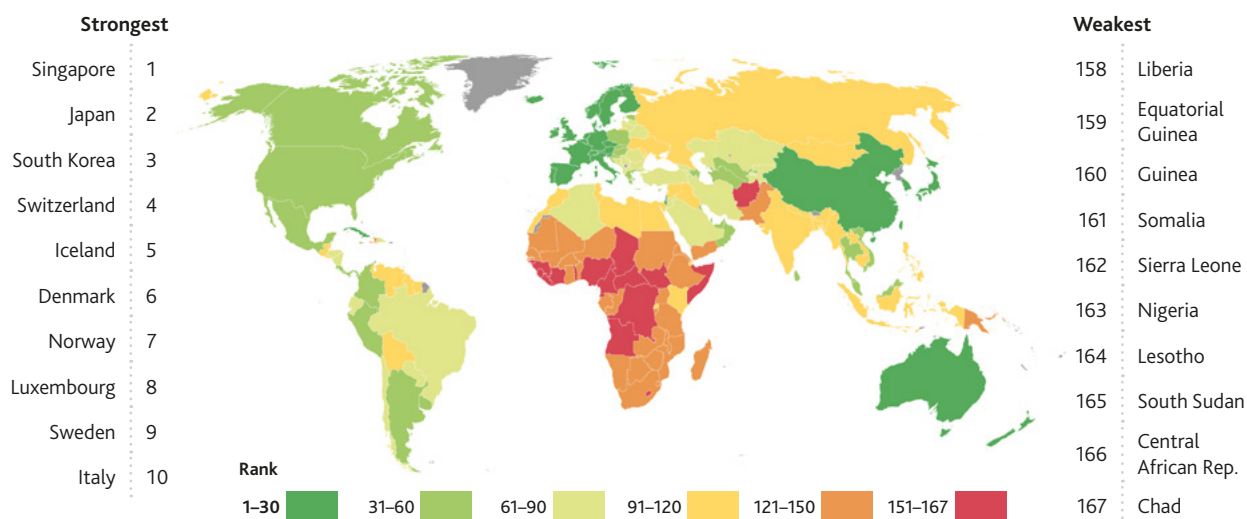 Strongest
Singapore 1
Japan 2
South Korea 3
Switzerland 4
Iceland 5
Denmark 6
Norway 7
Luxembourg 8
Sweden 9
Italy 10
Rank
1–30 31–60 61–90 91–120 121–150 151–167
Weakest
158 Liberia
159 Equatorial
Guinea
160 Guinea
161 Somalia
162 Sierra Leone
163 Nigeria
164 Lesotho
165 South Sudan
166 Central
African Rep.
167 Chad